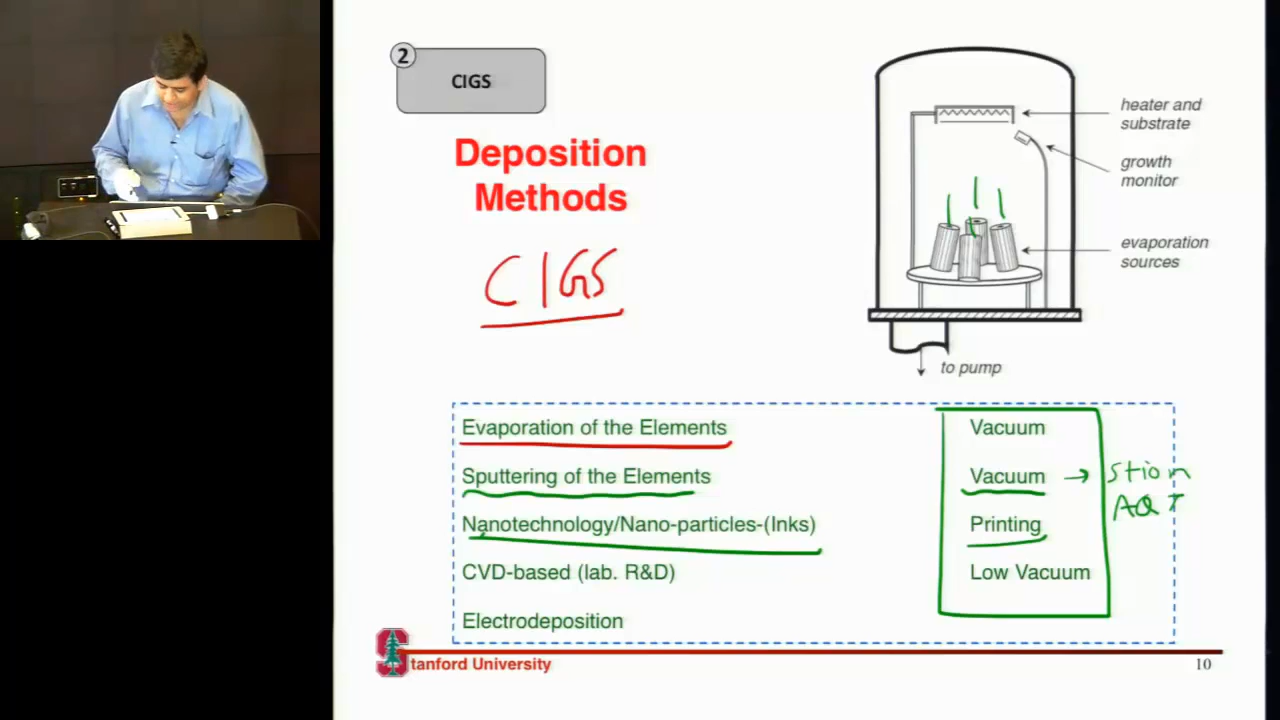 2
CIGS
Deposition
Methods
CIGS
heater and
substrate
growth
monitor
evaporation
sources
to pump
Evaporation of the Elements Vacuum
Sputtering of the Elements Vacuum → Stion
Nanotechnology/Nano-particles-(Inks) Printing
CVD-based (lab. R&D) Low Vacuum
Electrodeposition
Stanford University
10